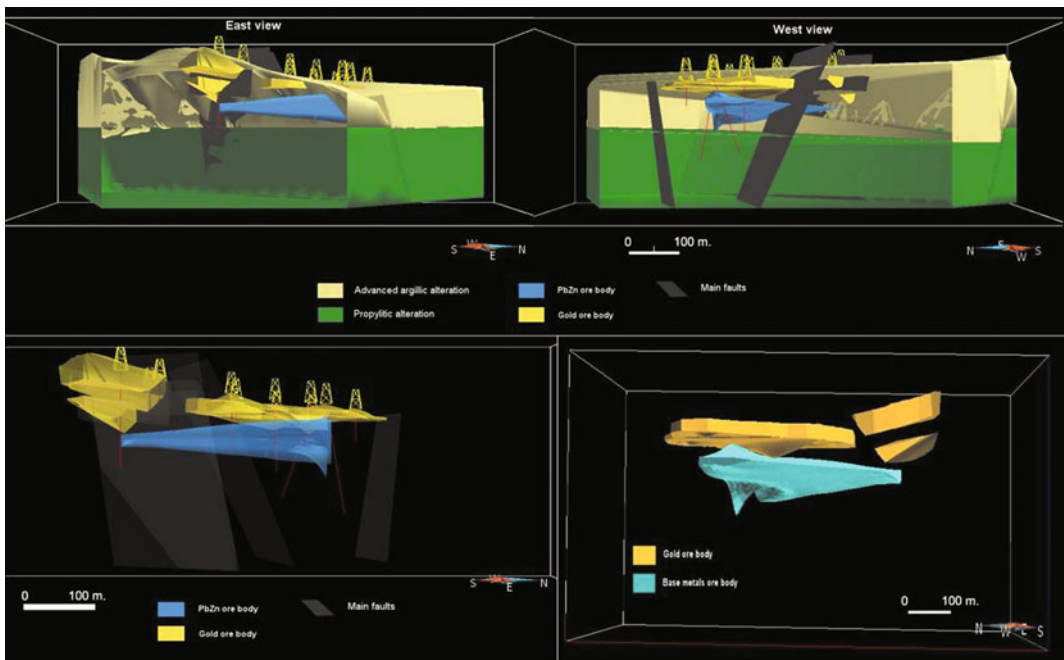 East view
West view
S W E N
0 100 m.
N E W S
Advanced argillic alteration
PbZn ore body
Main faults
Propylitic alteration
Gold ore body
S W E N
0 100 m.
PbZn ore body
Main faults
Gold ore body
Gold ore body
Base metals ore body
0 100 m.
N W E S